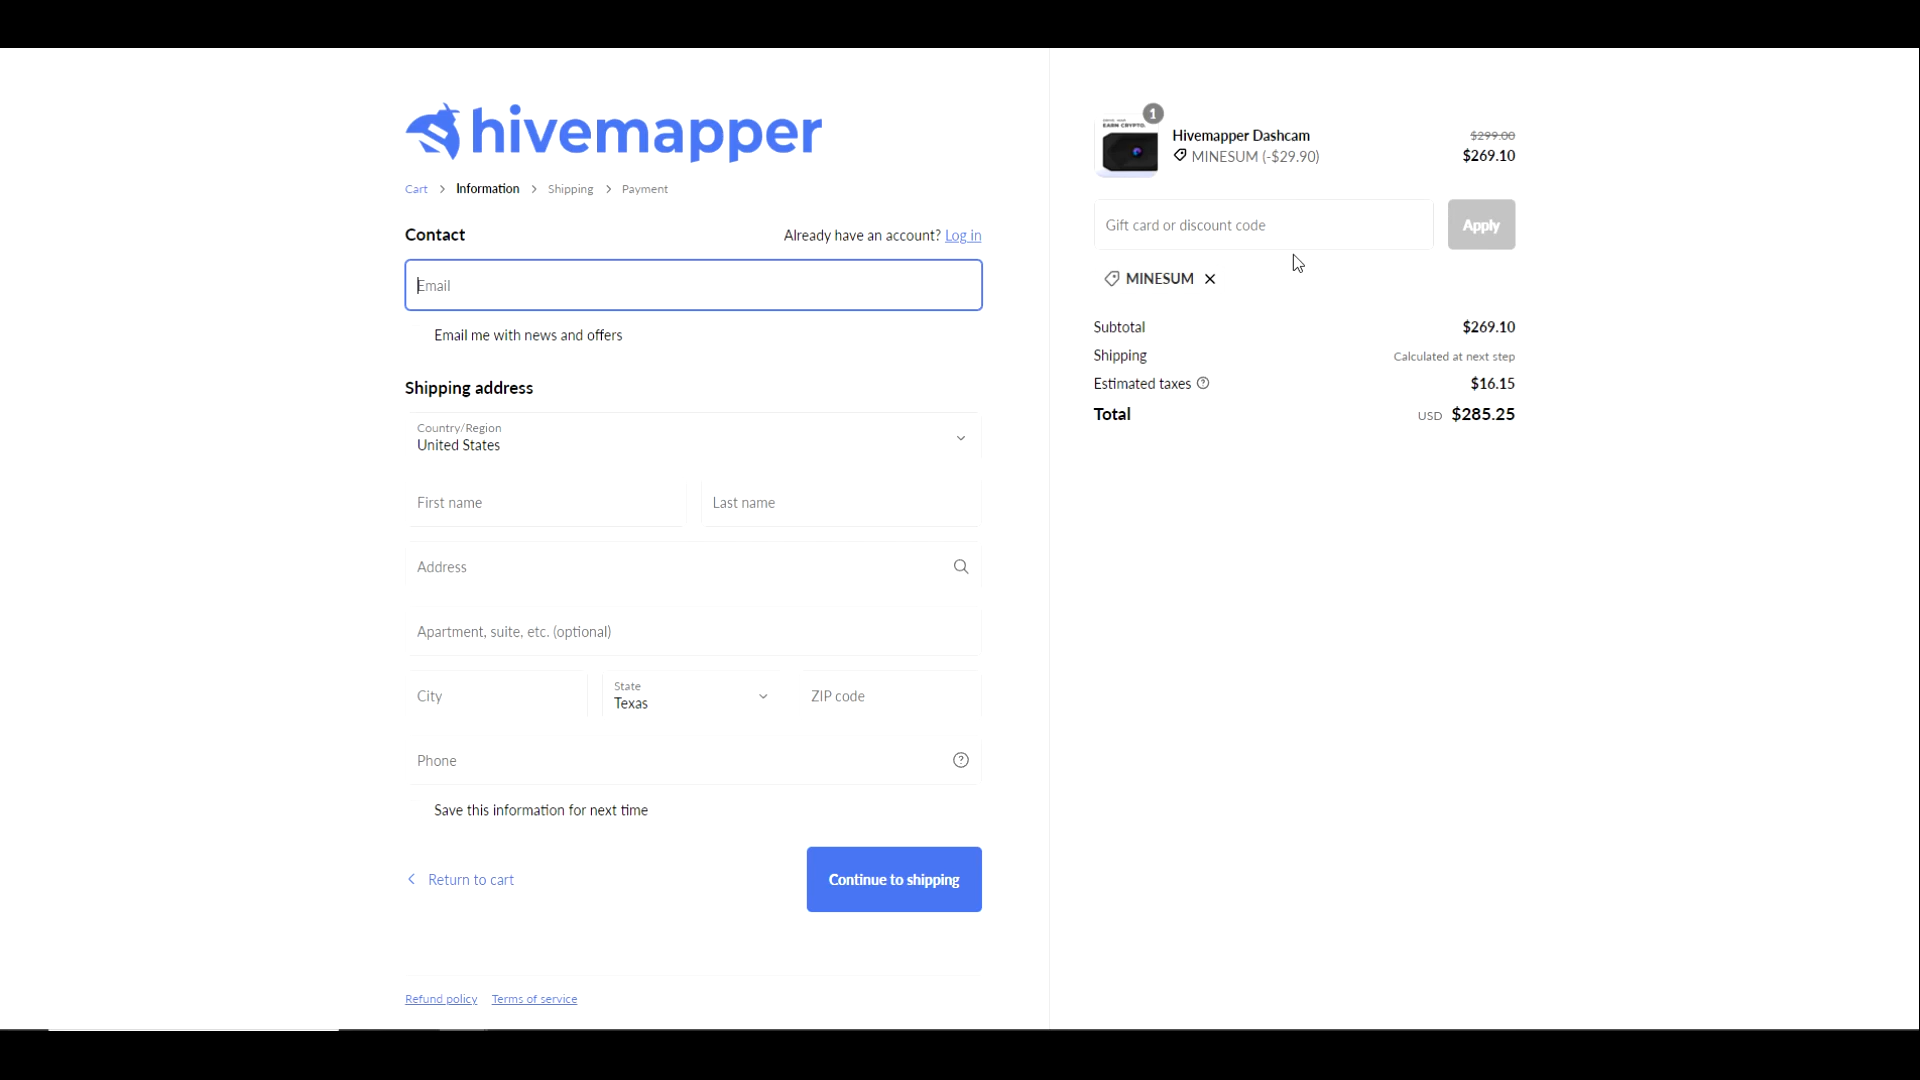 hivemapper
Cart > Information > Shipping > Payment
Contact
Already have an account? Log in
Email
Email me with news and offers
Shipping address
Country/Region
United States
First name
Last name
Address
Apartment, suite, etc. (optional)
City
State
Texas
ZIP code
Phone
Save this information for next time
Return to cart
Continue to shipping
Refund policy
Terms of service
EARN CRYPTO.
1
Hivemapper Dashcam
$299.00
MINESUM (-$29.90)
$269.10
Gift card or discount code
Apply
MINESUM
Subtotal
$269.10
Shipping
Calculated at next step
Estimated taxes
$16.15
Total
USD $285.25